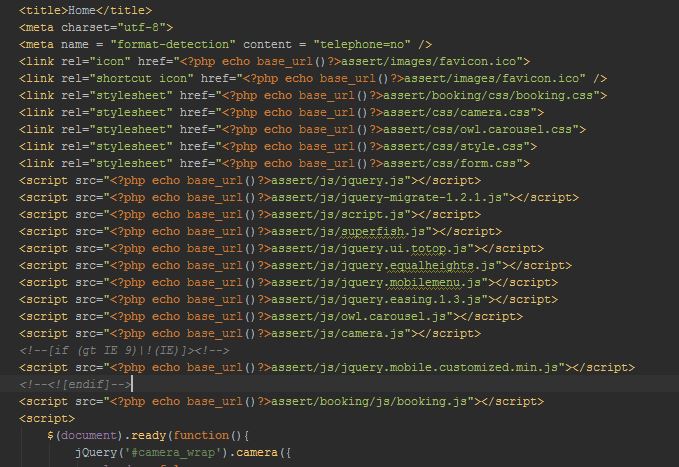 <title>Home</title>
<meta charset="utf-8">
<meta name = "format-detection" content = "telephone=no" />
<link rel="icon" href="<?php echo base_url()?>assert/images/favicon.ico">
<link rel="shortcut icon" href="<?php echo base_url()?>assert/images/favicon.ico" />
<link rel="stylesheet" href="<?php echo base_url()?>assert/booking/css/booking.css">
<link rel="stylesheet" href="<?php echo base_url()?>assert/css/camera.css">
<link rel="stylesheet" href="<?php echo base_url()?>assert/css/owl.carousel.css">
<link rel="stylesheet" href="<?php echo base_url()?>assert/css/style.css">
<link rel="stylesheet" href="<?php echo base_url()?>assert/css/form.css">
<script src="<?php echo base_url()?>assert/js/jquery.js"></script>
<script src="<?php echo base_url()?>assert/js/jquery-migrate-1.2.1.js"></script>
<script src="<?php echo base_url()?>assert/js/script.js"></script>
<script src="<?php echo base_url()?>assert/js/superfish.js"></script>
<script src="<?php echo base_url()?>assert/js/jquery.ui.totop.js"></script>
<script src="<?php echo base_url()?>assert/js/jquery.equalheights.js"></script>
<script src="<?php echo base_url()?>assert/js/jquery.mobilemenu.js"></script>
<script src="<?php echo base_url()?>assert/js/jquery.easing.1.3.js"></script>
<script src="<?php echo base_url()?>assert/js/owl.carousel.js"></script>
<script src="<?php echo base_url()?>assert/js/camera.js"></script>
<!--[if (gt IE 9)|!(IE)]><!-->
<script src="<?php echo base_url()?>assert/js/jquery.mobile.customized.min.js"></script>
<!--<![endif]-->
<script src="<?php echo base_url()?>assert/booking/js/booking.js"></script>
<script>
$(document).ready(function(){
jQuery('#camera_wrap').camera({